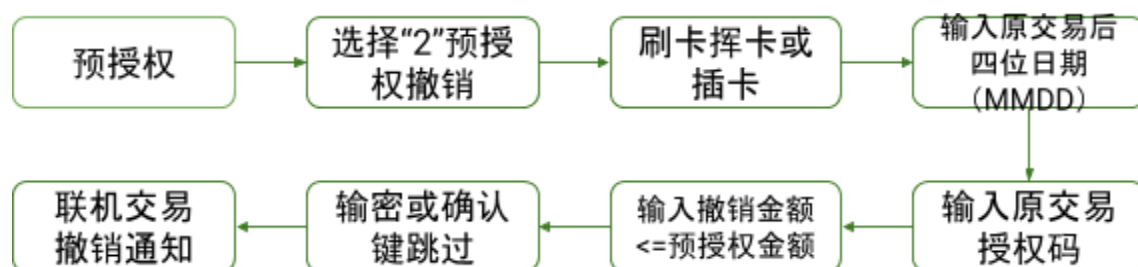 预授权
选择“2”预授
权撤销
刷卡挥卡或
插卡
输入原交易后
四位日期
（MMDD）
输入原交易
授权码
输入撤销金额
<=预授权金额
输密或确认
键跳过
联机交易
撤销通知